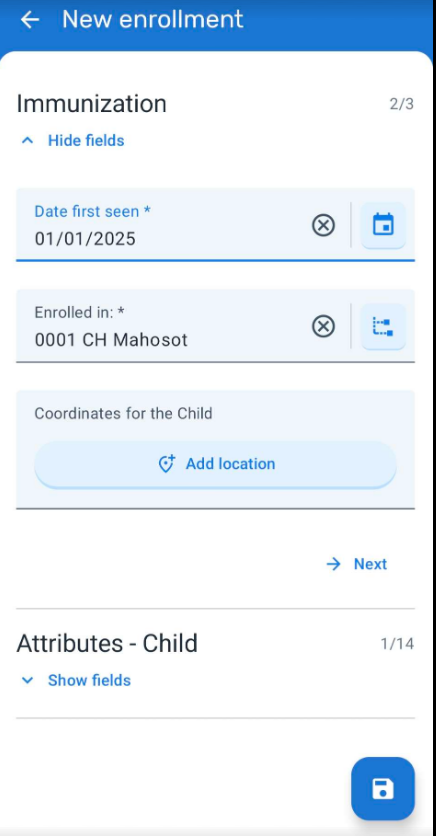 New enrollment
Immunization 2/3
Hide fields
Date first seen *
01/01/2025
Enrolled in: *
0001 CH Mahosot
Coordinates for the Child
Add location
Next
Attributes - Child 1/14
Show fields